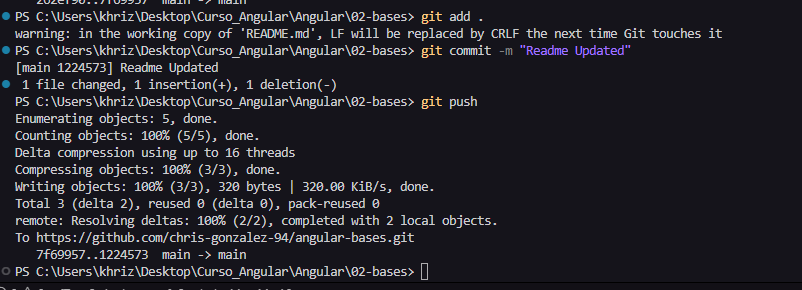 PS C:\Users\khriz\Desktop\Curso_Angular\Angular\02-bases> git add .
warning: in the working copy of 'README.md', LF will be replaced by CRLF the next time Git touches it
PS C:\Users\khriz\Desktop\Curso_Angular\Angular\02-bases> git commit -m "Readme Updated"
[main 1224573] Readme Updated
1 file changed, 1 insertion(+), 1 deletion(-)
PS C:\Users\khriz\Desktop\Curso_Angular\Angular\02-bases> git push
Enumerating objects: 5, done.
Counting objects: 100% (5/5), done.
Delta compression using up to 16 threads
Compressing objects: 100% (3/3), done.
Writing objects: 100% (3/3), 320 bytes | 320.00 KiB/s, done.
Total 3 (delta 2), reused 0 (delta 0), pack-reused 0
remote: Resolving deltas: 100% (2/2), completed with 2 local objects.
To https://github.com/chris-gonzalez-94/angular-bases.git
7f69957..1224573 main -> main
PS C:\Users\khriz\Desktop\Curso_Angular\Angular\02-bases>